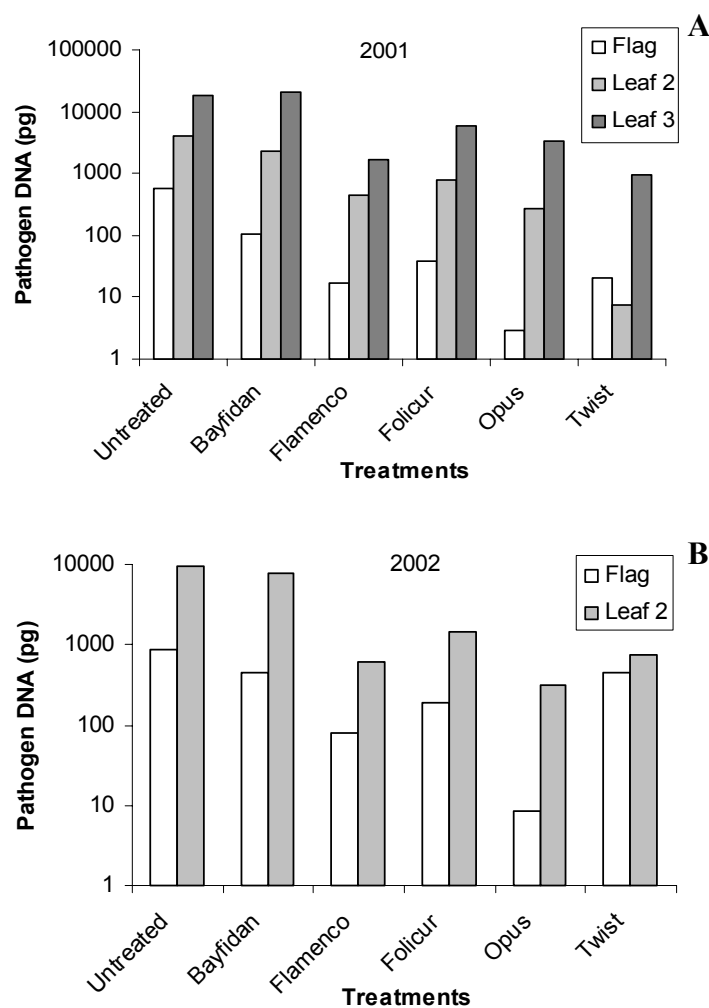 A
2001
Flag
Leaf 2
Leaf 3
Pathogen DNA (pg)
100000
10000
1000
100
10
1
Untreated
Bayfidan
Flamenco
Folicur
Opus
Twist
Treatments
B
2002
Flag
Leaf 2
Pathogen DNA (pg)
10000
1000
100
10
1
Untreated
Bayfidan
Flamenco
Folicur
Opus
Twist
Treatments